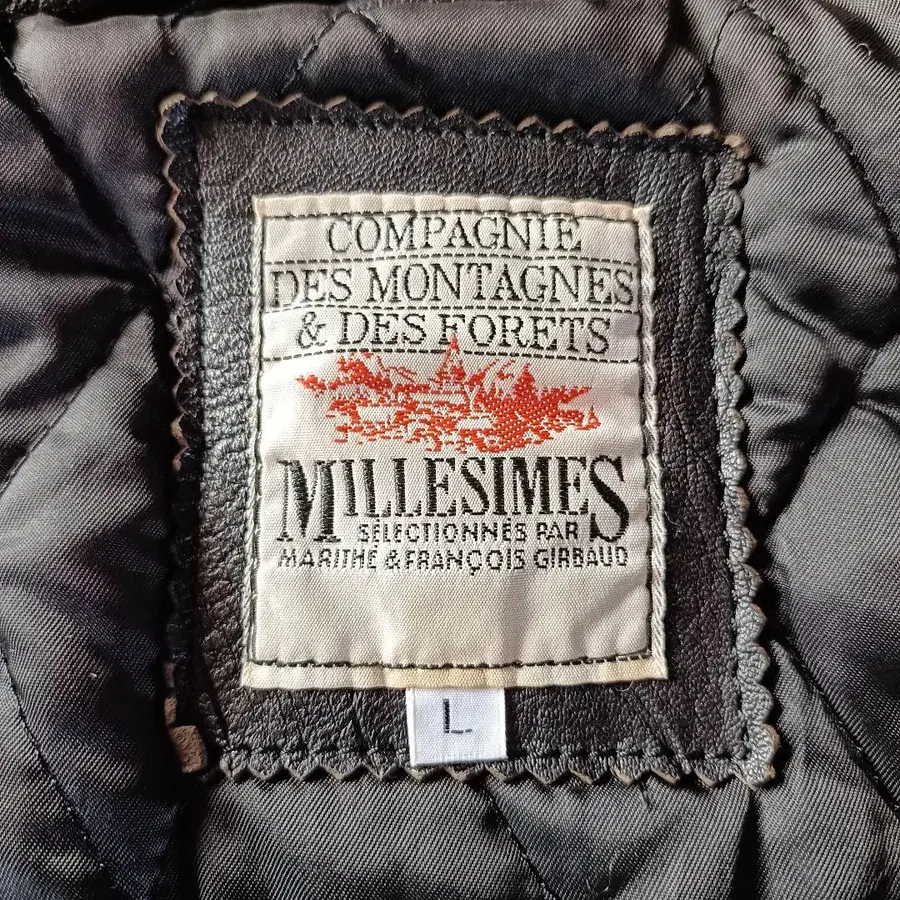 COMPAGNIE
DES MONTAGNES
& DES FORETS
MILLESIMES
SÉLECTIONNÉS PAR
MARITHÉ & FRANÇOIS GIRBAUD
L